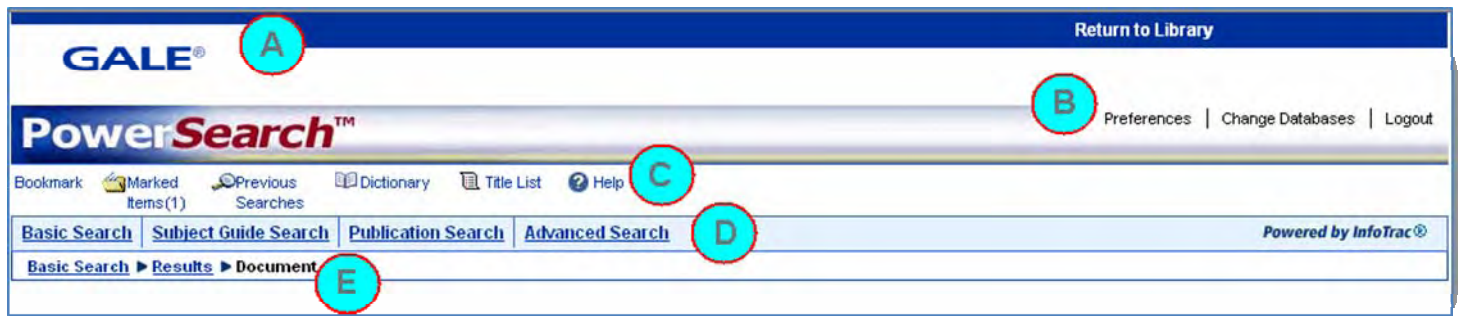 Return to Library
GALE®
A
B
Preferences | Change Databases | Logout
PowerSearch™
Bookmark Marked Items(1) Previous Searches Dictionary Title List Help
C
Basic Search | Subject Guide Search | Publication Search | Advanced Search
D
Powered by InfoTrac®
Basic Search ▶ Results ▶ Document
E